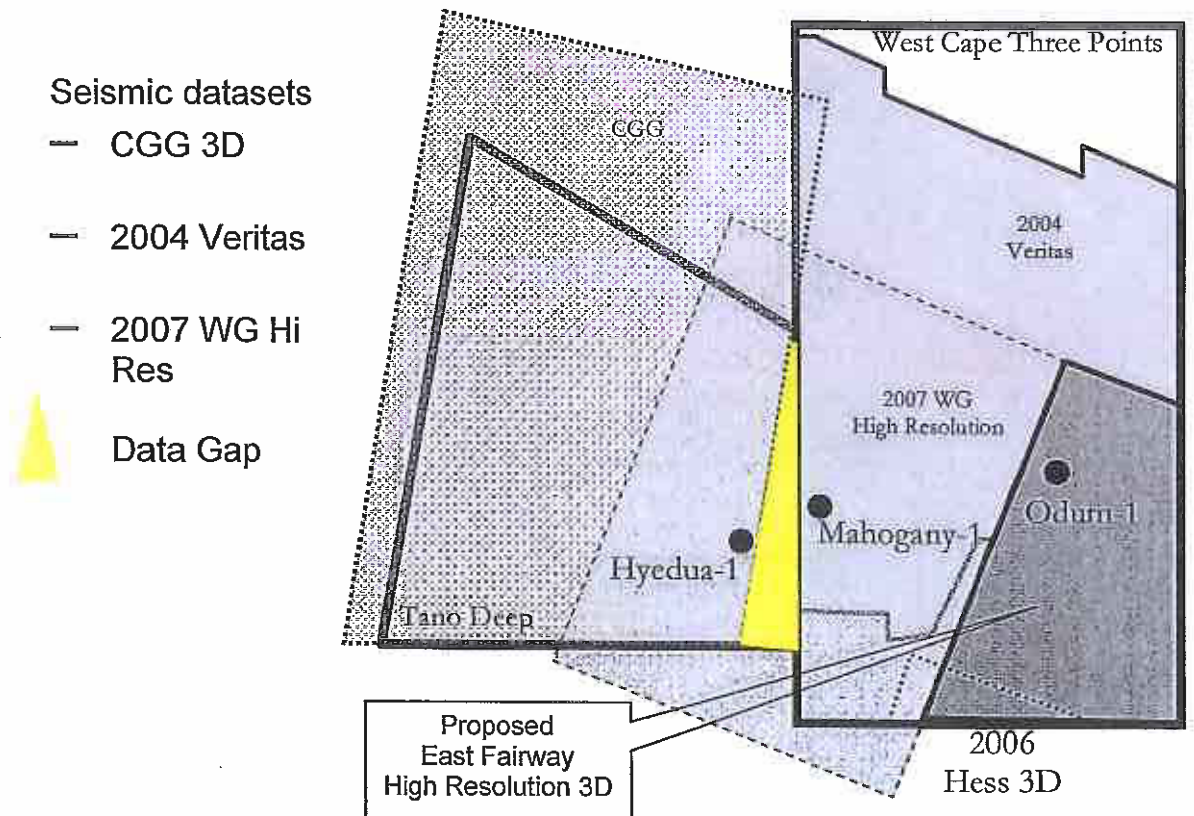 Seismic datasets
CGG 3D
2004 Veritas
2007 WG Hi
Res
Data Gap
West Cape Three Points
CGG
2004
Veritas
2007 WG
High Resolution
Odum-1
Mahogany-1
Hyedua-1
Tano Deep
Proposed
East Fairway
High Resolution 3D
2006
Hess 3D